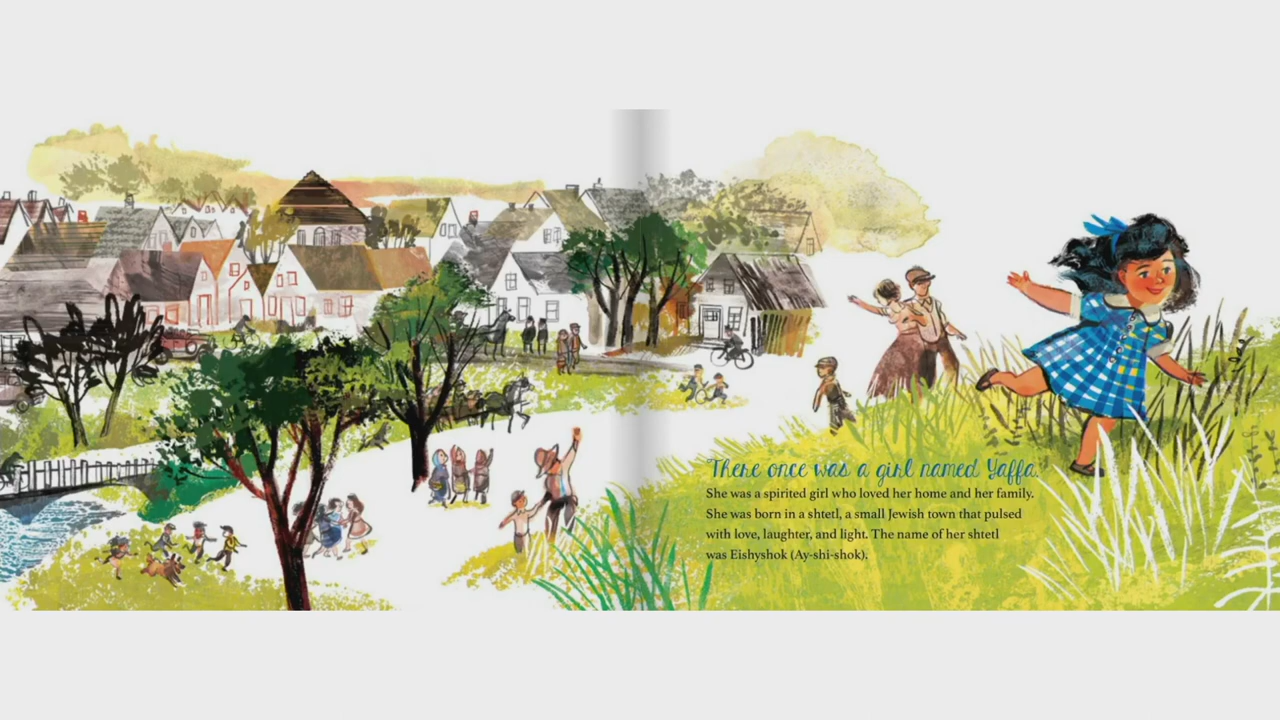 There once was a girl named Yaffa.
She was a spirited girl who loved her home and her family.
She was born in a shtetl, a small Jewish town that pulsed
with love, laughter, and light. The name of her shtetl
was Eishyshok (Ay-shi-shok).